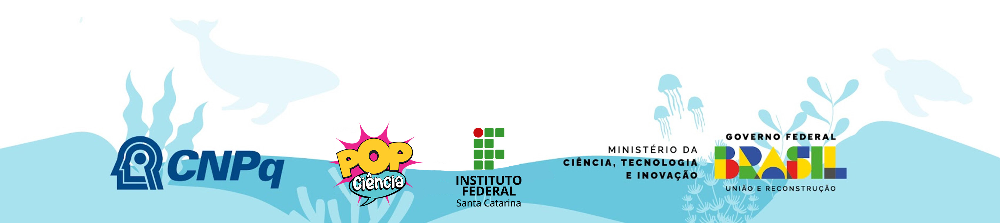 CNPq
POP
Ciência
INSTITUTO
FEDERAL
Santa Catarina
MINISTÉRIO DA
CIÊNCIA, TECNOLOGIA
E INOVAÇÃO
GOVERNO FEDERAL
BRASIL
UNIÃO E RECONSTRUÇÃO